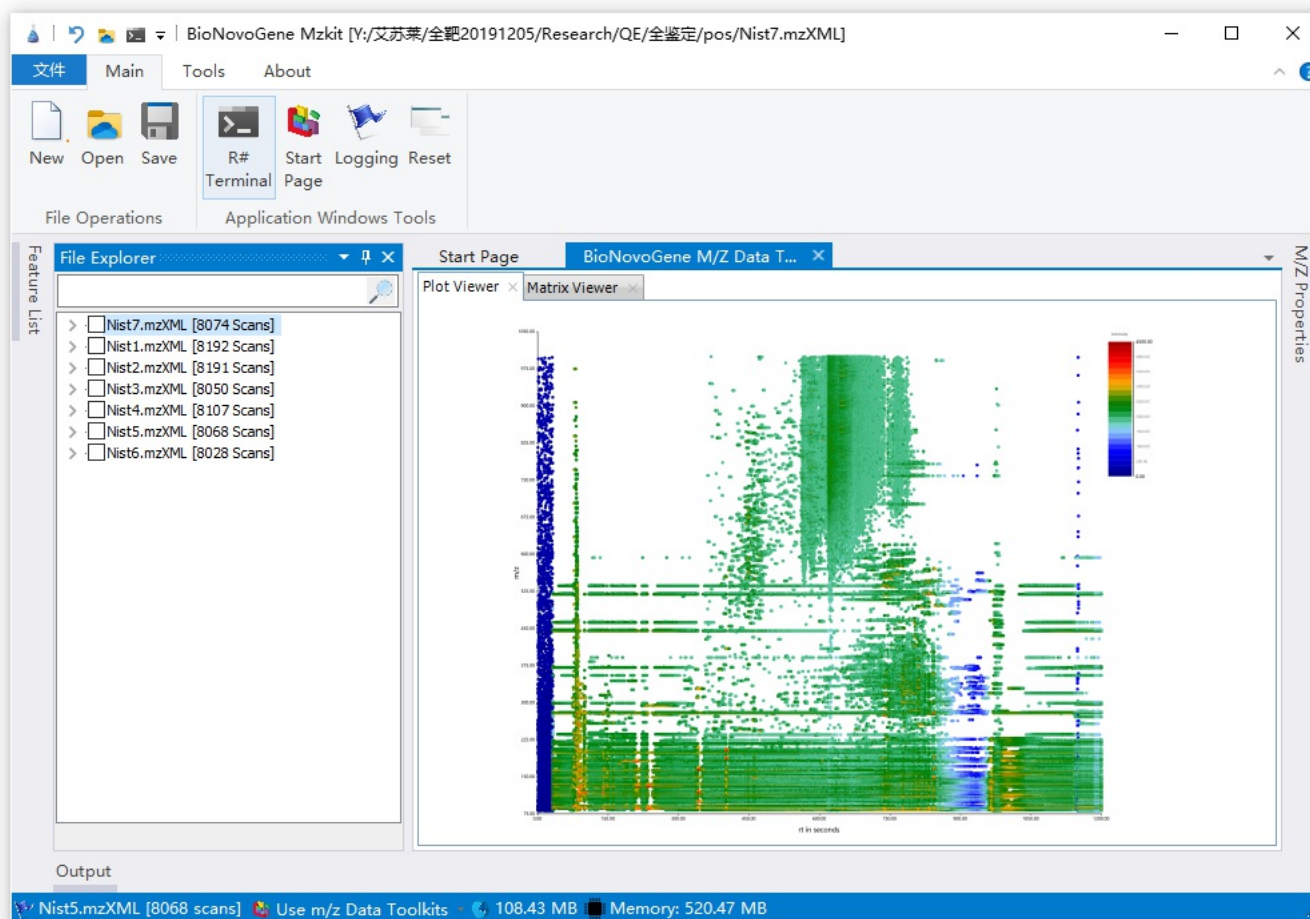 BioNovoGene Mzkit [Y:/艾苏莱/全靶20191205/Research/QE/全鉴定/pos/Nist7.mzXML]
文件 Main Tools About
New Open Save R# Terminal Start Page Logging Reset
File Operations Application Windows Tools
Feature List
File Explorer
Nist7.mzXML [8074 Scans]
Nist1.mzXML [8192 Scans]
Nist2.mzXML [8191 Scans]
Nist3.mzXML [8050 Scans]
Nist4.mzXML [8107 Scans]
Nist5.mzXML [8068 Scans]
Nist6.mzXML [8028 Scans]
Start Page BioNovoGene M/Z Data T...
Plot Viewer Matrix Viewer
m/z
rt in seconds
M/Z Properties
Output
Nist5.mzXML [8068 scans] Use m/z Data Toolkits 108.43 MB Memory: 520.47 MB